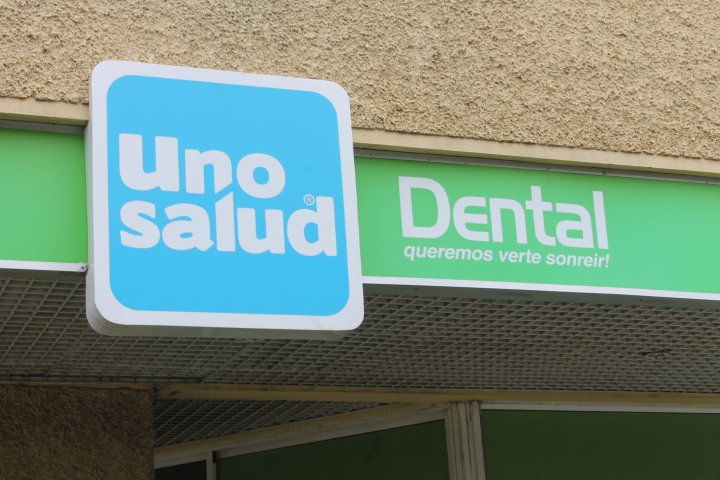 uno
salud®
Dental
queremos verte sonreir!